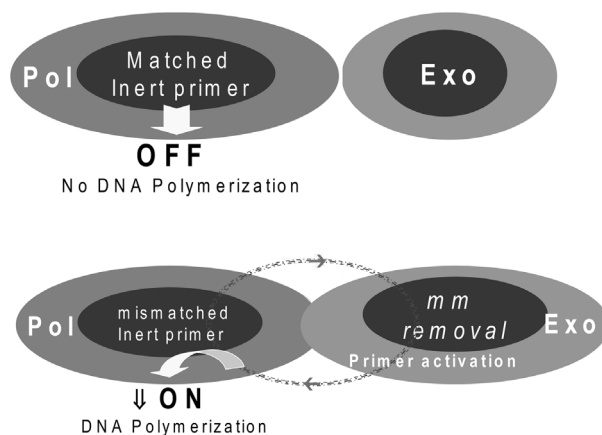 Matched
Pol Inert primer Exo
OFF
No DNA Polymerization
mismatched mm
Pol Inert primer removal Exo
Primer activation
⇓ ON
DNA Polymerization